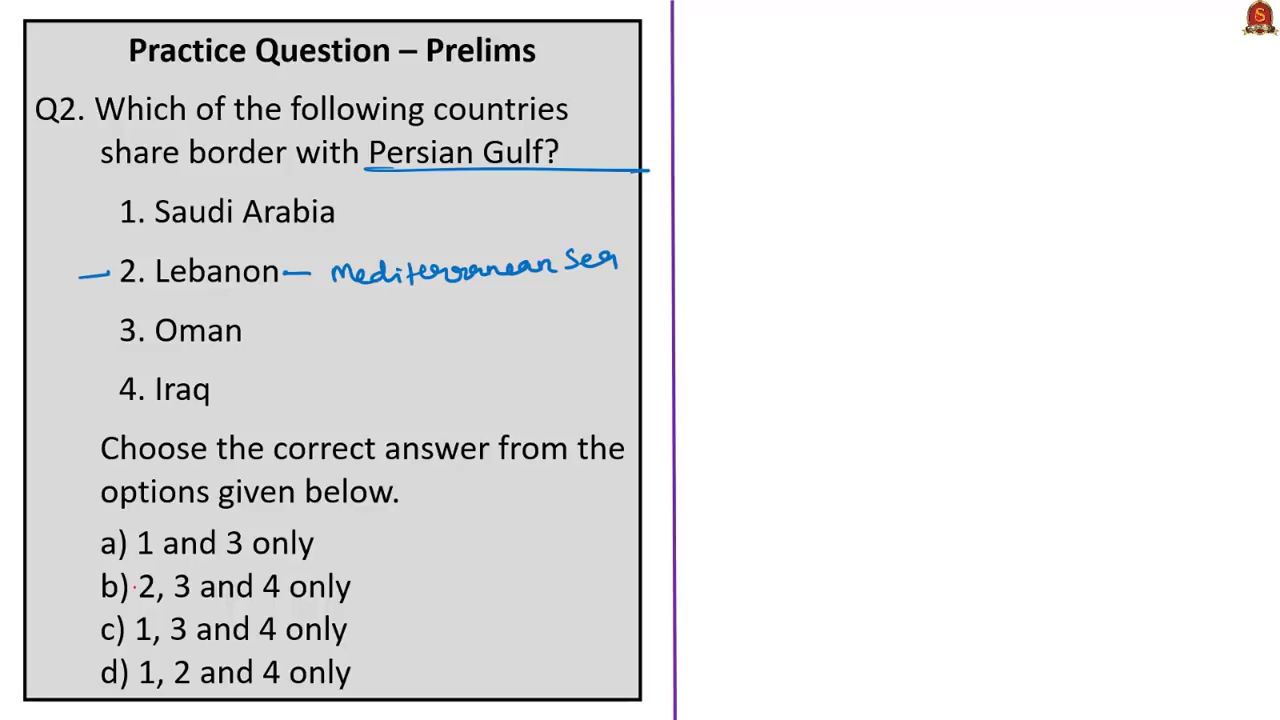 Practice Question – Prelims
Q2. Which of the following countries
share border with Persian Gulf?
1. Saudi Arabia
2. Lebanon — Mediterranean Sea
3. Oman
4. Iraq
Choose the correct answer from the
options given below.
a) 1 and 3 only
b) 2, 3 and 4 only
c) 1, 3 and 4 only
d) 1, 2 and 4 only